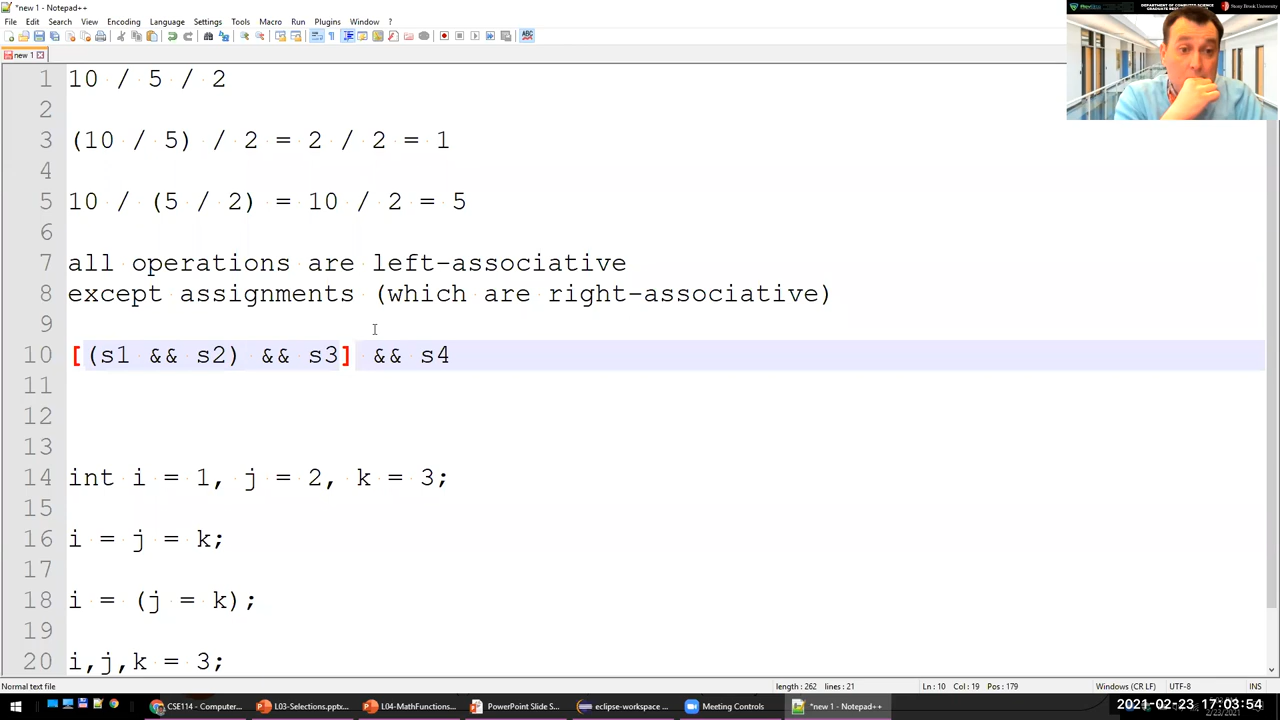 *new 1 - Notepad++
File Edit Search View Encoding Language Settings Tools Macro Run Plugins Window ?
new 1
1 10 / 5 / 2
2
3 (10 / 5) / 2 = 2 / 2 = 1
4
5 10 / (5 / 2) = 10 / 2 = 5
6
7 all operations are left-associative
8 except assignments (which are right-associative)
9
10 [(s1 && s2) && s3] && s4
11
12
13
14 int i = 1, j = 2, k = 3;
15
16 i = j = k;
17
18 i = (j = k);
19
20 i,j,k = 3;
Normal text file length : 262 lines : 21 Ln : 10 Col : 19 Pos : 179 Windows (CR LF) UTF-8 INS
CSE114 - Computer... L03-Selections.pptx... L04-MathFunctions... PowerPoint Slide S... eclipse-workspace ... Meeting Controls *new 1 - Notepad++
2021-02-23 17:03:54
Stony Brook University